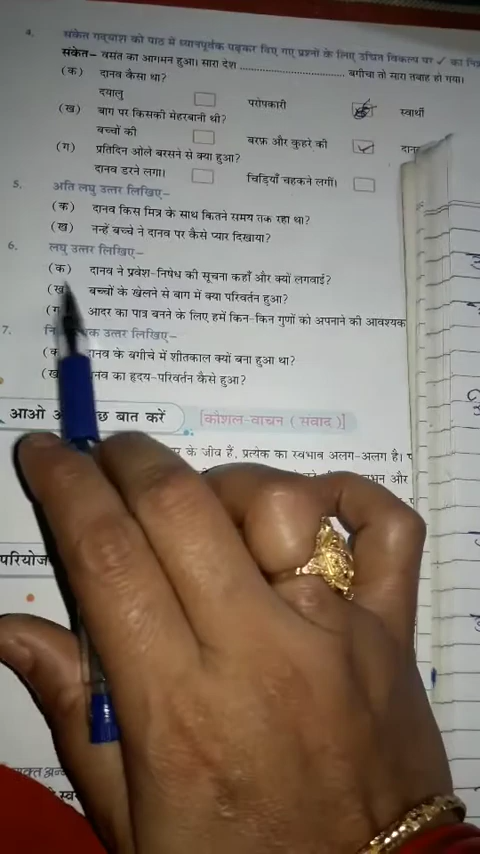 4. संकेत गद्यांश को पाठ में ध्यानपूर्वक पढ़कर दिए गए प्रश्नों के लिए उचित विकल्प पर ✓ का
संकेत– वसंत का आगमन हुआ। सारा देश .................................... बगीचा तो सारा तबाह हो गया।
(क) दानव कैसा था?
दयालु परोपकारी स्वार्थी
(ख) बाग पर किसकी मेहरबानी थी?
बच्चों की बरफ़ और कुहरे की
(ग) प्रतिदिन ओले बरसने से क्या हुआ?
दानव डरने लगा। चिड़ियाँ चहकने लगीं।
5. अति लघु उत्तर लिखिए–
(क) दानव किस मित्र के साथ कितने समय तक रहा था?
(ख) नन्हें बच्चे ने दानव पर कैसे प्यार दिखाया?
6. लघु उत्तर लिखिए–
(क) दानव ने प्रवेश-निषेध की सूचना कहाँ और क्यों लगवाई?
(ख) बच्चों के खेलने से बाग में क्या परिवर्तन हुआ?
आदर का पात्र बनने के लिए हमें किन-किन गुणों को अपनाने की आवश्यक
7. उत्तर लिखिए–
के बगीचे में शीतकाल क्यों बना हुआ था?
का हृदय-परिवर्तन कैसे हुआ?
आओ बात करें [कौशल-वाचन (संवाद)]
के जीव हैं, प्रत्येक का स्वभाव अलग-अलग है।
और